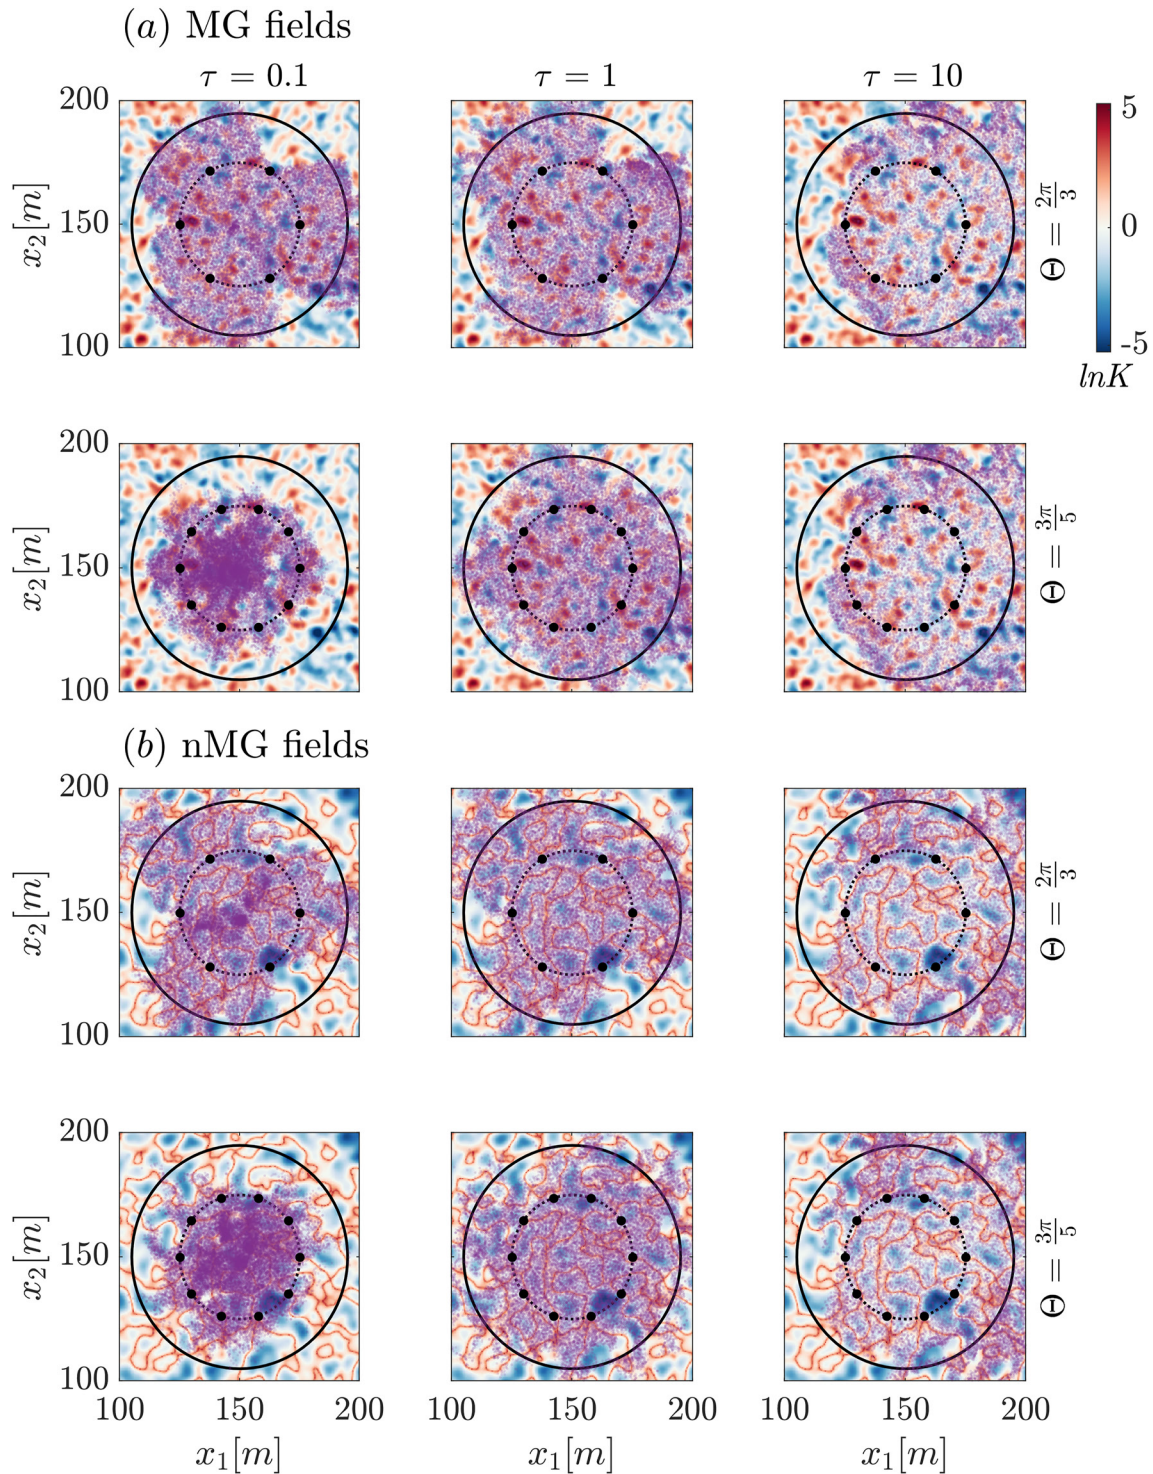 (a) MG fields
τ = 0.1 τ = 1 τ = 10
200
150
100
x₂[m]
Θ = 2π/3
5
0
-5
lnK
200
150
100
x₂[m]
Θ = 3π/5
(b) nMG fields
200
150
100
x₂[m]
Θ = 2π/3
200
150
100
x₂[m]
Θ = 3π/5
100 150 200 100 150 200 100 150 200
x₁[m] x₁[m] x₁[m]